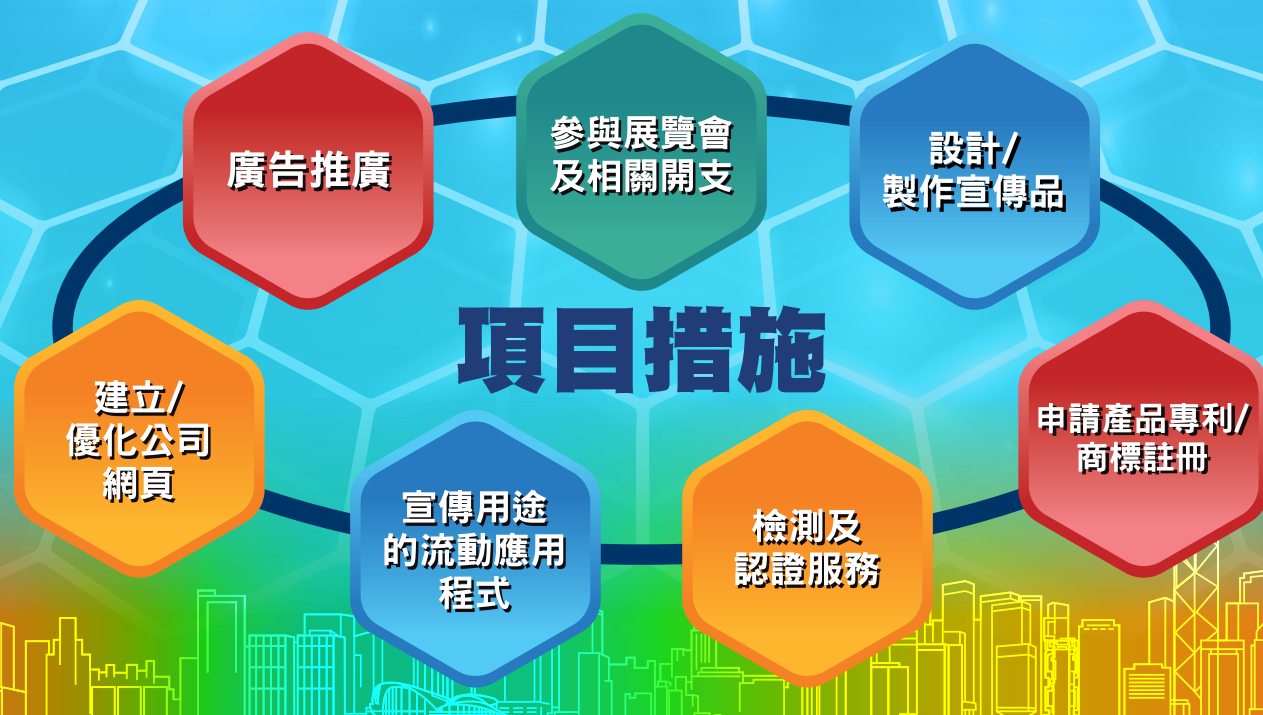 廣告推廣
參與展覽會
及相關開支
設計/
製作宣傳品
項目措施
建立/
優化公司
網頁
宣傳用途
的流動應用
程式
檢測及
認證服務
申請產品專利/
商標註冊